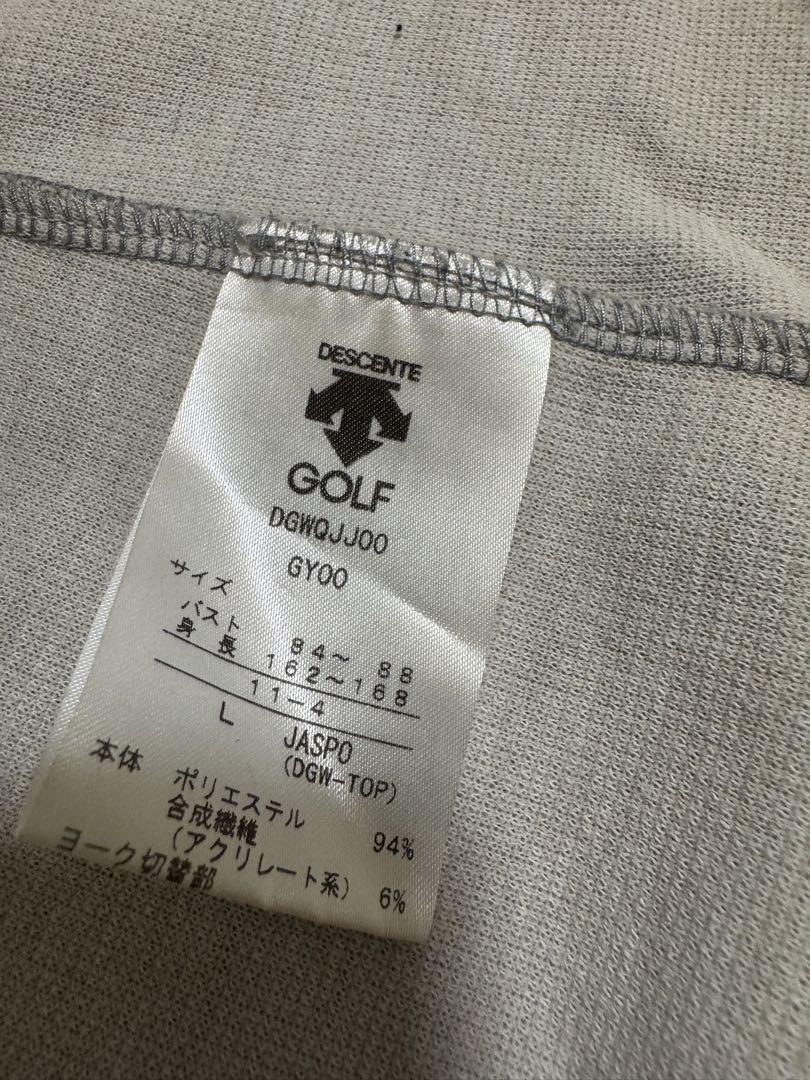 DESCENTE
GOLF
DGWQJJ00
GY00
サイズ
バスト 84～ 88
身長 162～168
11-4
L JASPO
(DGW-TOP)
本体 ポリエステル 94%
合成繊維
(アクリレート系) 6%
ヨーク切替部